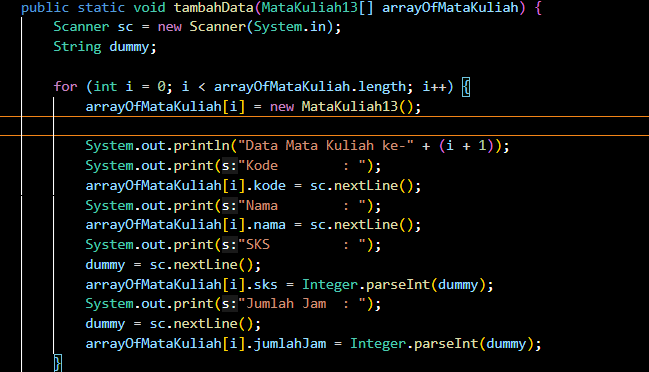 public static void tambahData(MataKuliah13[] arrayOfMataKuliah) {
    Scanner sc = new Scanner(System.in);
    String dummy;

    for (int i = 0; i < arrayOfMataKuliah.length; i++) {
        arrayOfMataKuliah[i] = new MataKuliah13();

        System.out.println("Data Mata Kuliah ke-" + (i + 1));
        System.out.print(s:"Kode        : ");
        arrayOfMataKuliah[i].kode = sc.nextLine();
        System.out.print(s:"Nama        : ");
        arrayOfMataKuliah[i].nama = sc.nextLine();
        System.out.print(s:"SKS         : ");
        dummy = sc.nextLine();
        arrayOfMataKuliah[i].sks = Integer.parseInt(dummy);
        System.out.print(s:"Jumlah Jam  : ");
        dummy = sc.nextLine();
        arrayOfMataKuliah[i].jumlahJam = Integer.parseInt(dummy);
    }